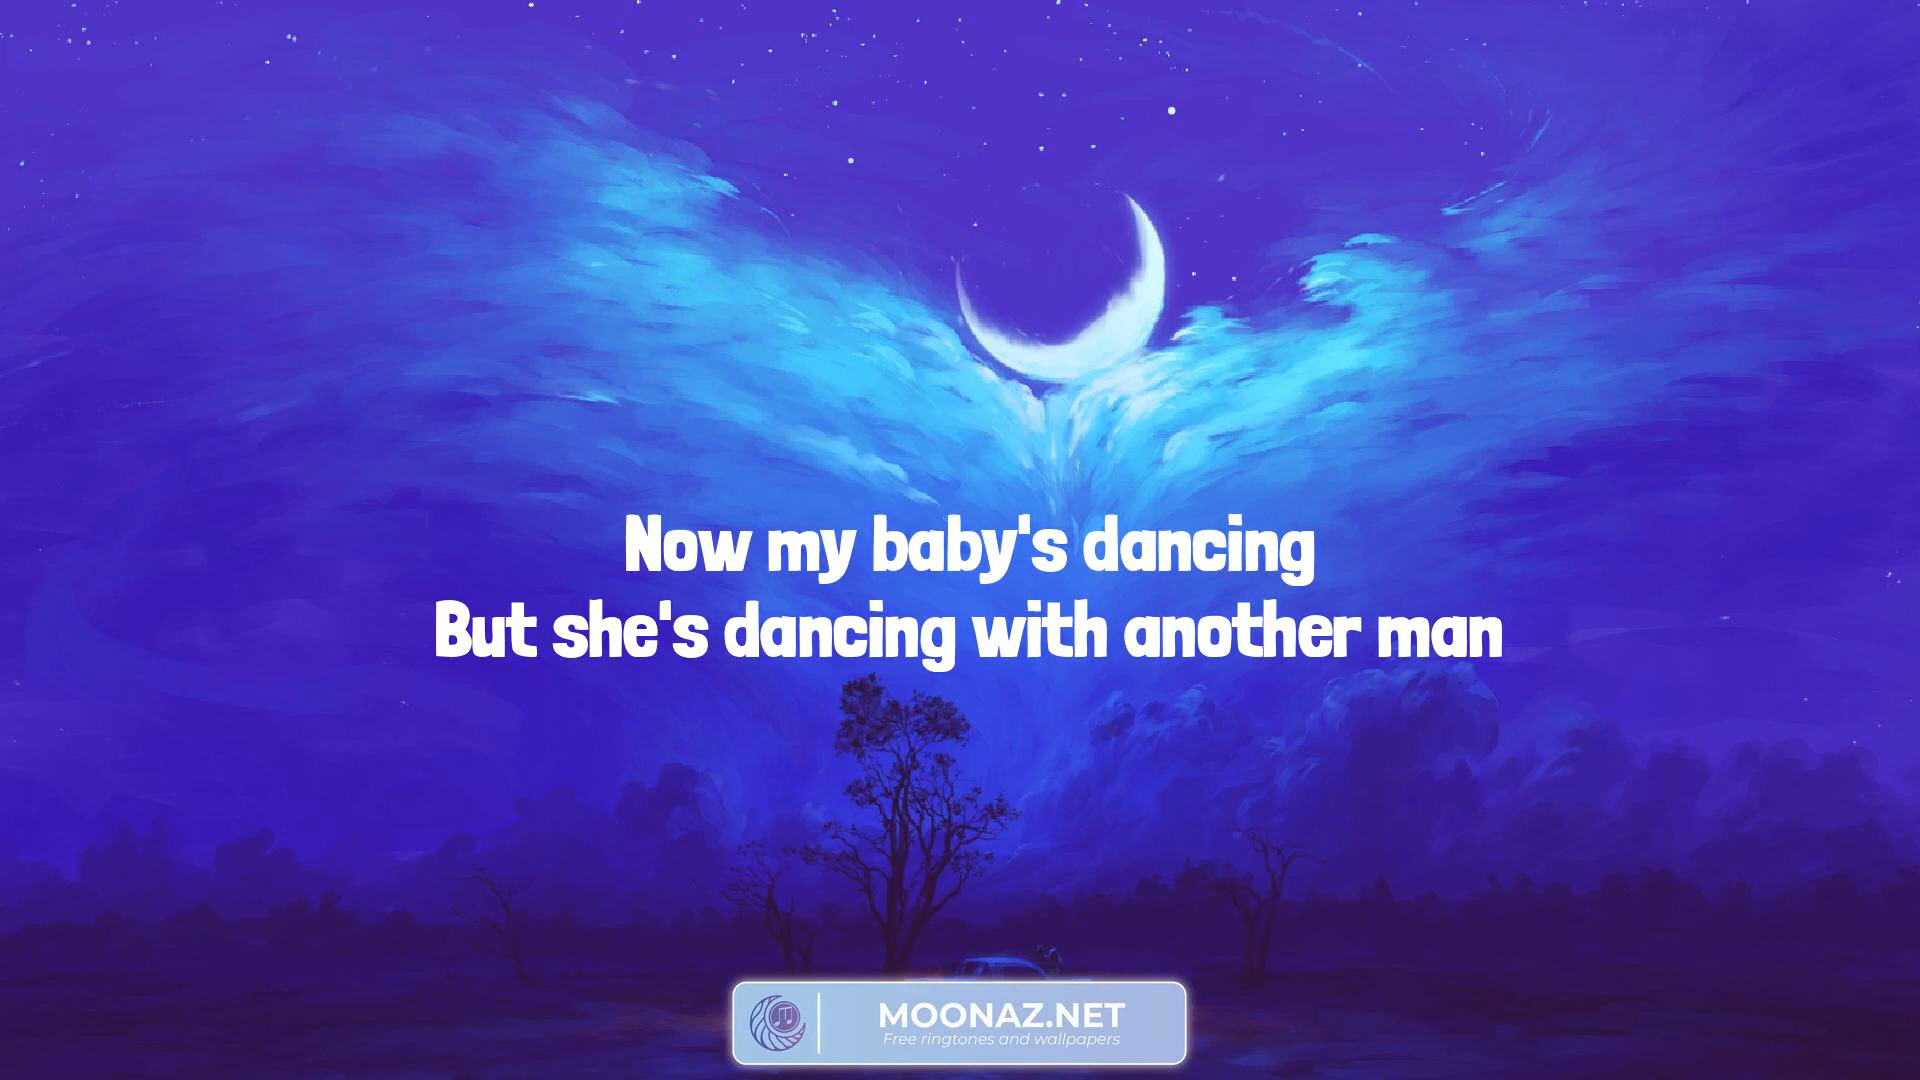 Now my baby's dancing
But she's dancing with another man
MOONAZ.NET
Free ringtones and wallpapers